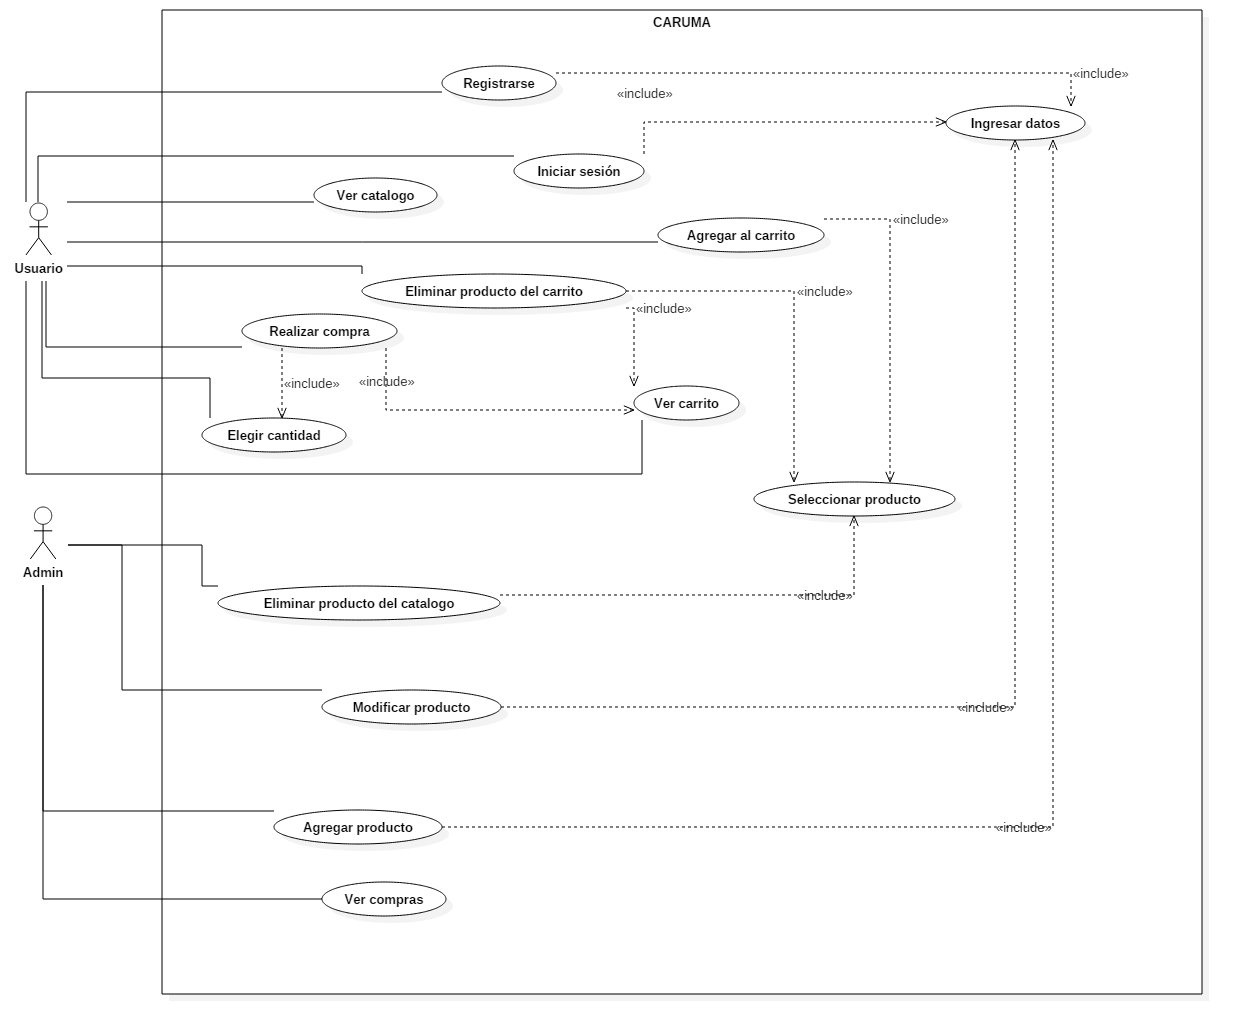 CARUMA
Registrarse
«include»
«include»
Ingresar datos
Iniciar sesión
Ver catalogo
Agregar al carrito
«include»
Usuario
Eliminar producto del carrito
«include»
«include»
Realizar compra
«include»
«include»
Ver carrito
Elegir cantidad
Seleccionar producto
Admin
Eliminar producto del catalogo
«include»
Modificar producto
«include»
Agregar producto
«include»
Ver compras